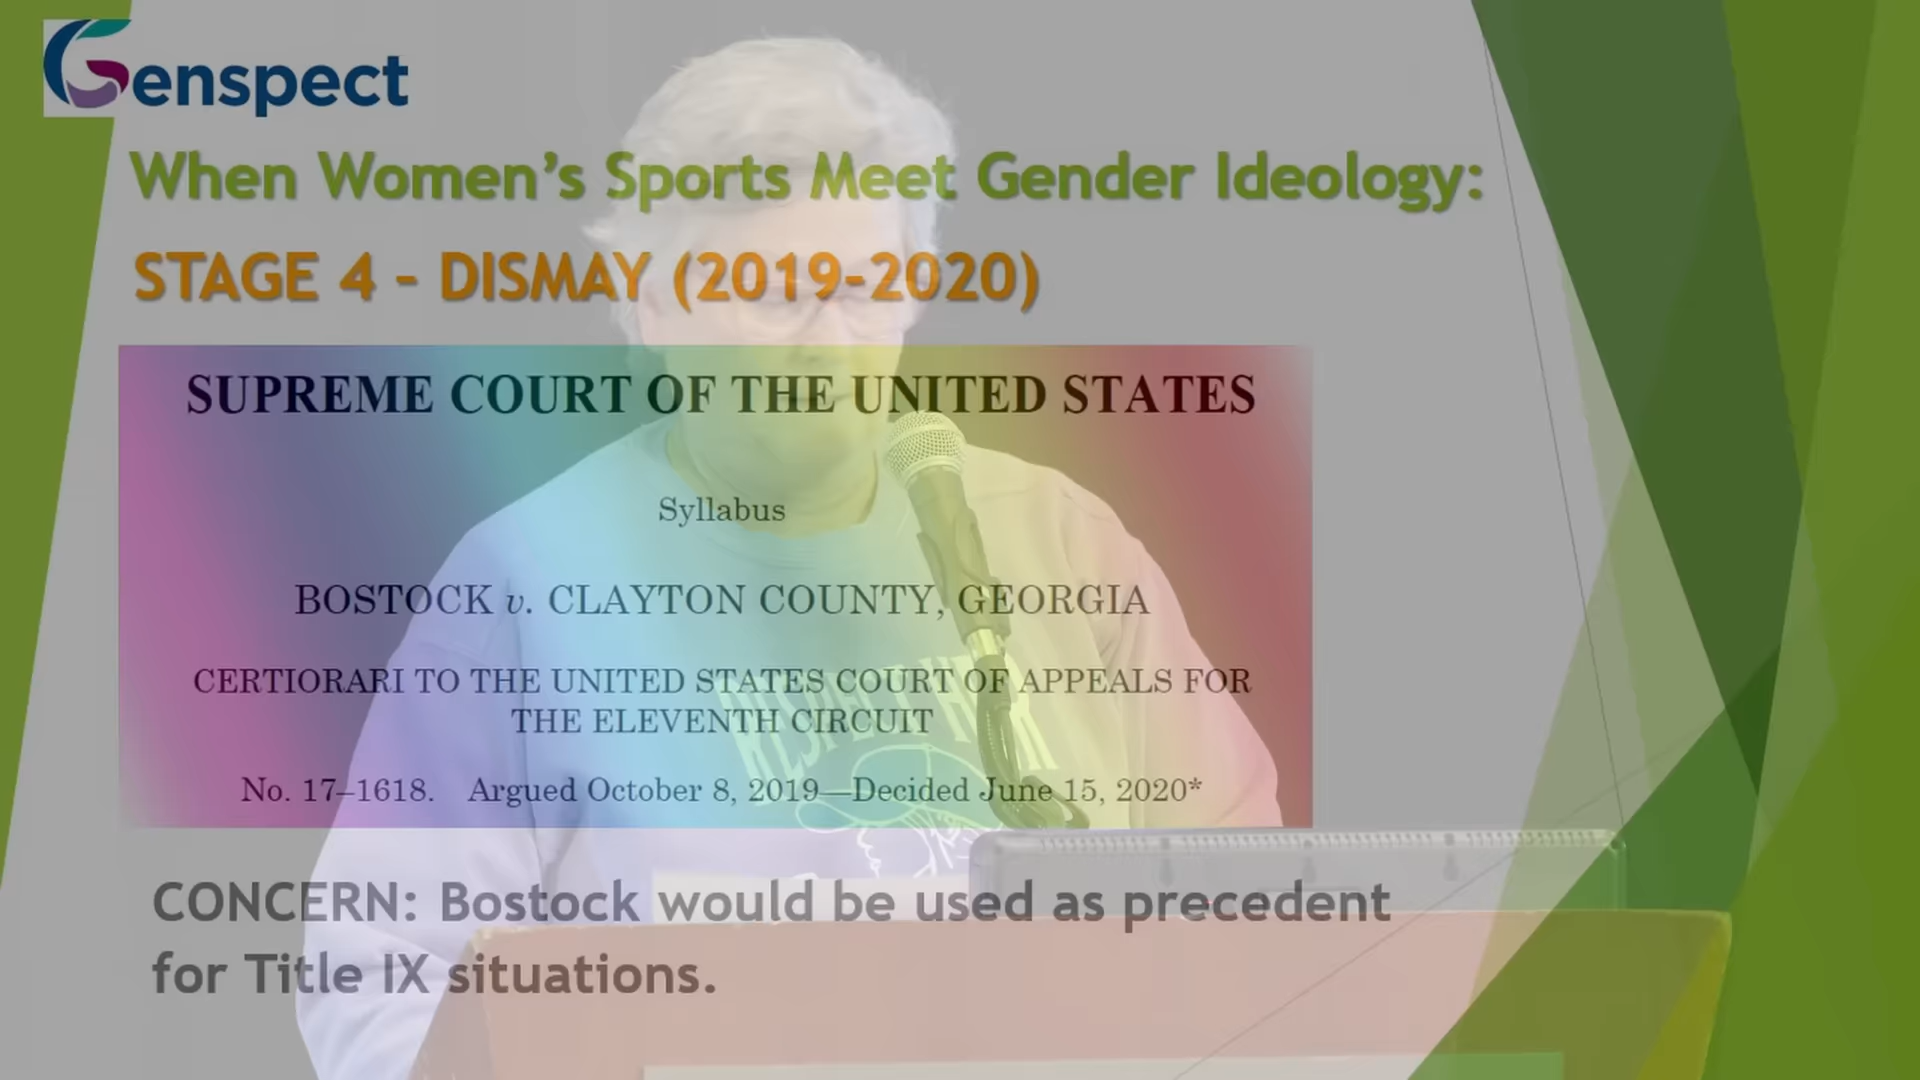 Genspect
When Women’s Sports Meet Gender Ideology:
STAGE 4 – DISMAY (2019-2020)
SUPREME COURT OF THE UNITED STATES
Syllabus
BOSTOCK v. CLAYTON COUNTY, GEORGIA
CERTIORARI TO THE UNITED STATES COURT OF APPEALS FOR
THE ELEVENTH CIRCUIT
No. 17–1618. Argued October 8, 2019—Decided June 15, 2020*
CONCERN: Bostock would be used as precedent
for Title IX situations.